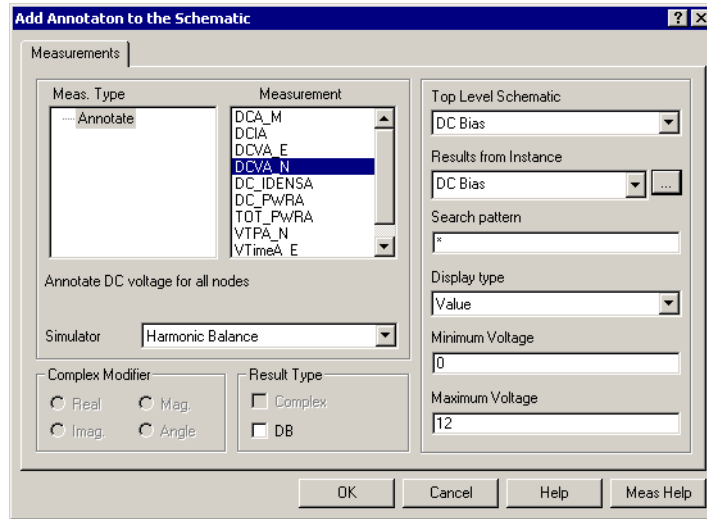 Add Annotaton to the Schematic
Measurements
Meas. Type
Annotate
Measurement
DCA_M
DCIA
DCVA_E
DCVA_N
DC_IDENSA
DC_PWRA
TOT_PWRA
VTPA_N
VTimeA_E
Annotate DC voltage for all nodes
Simulator Harmonic Balance
Complex Modifier
Real Mag.
Imag. Angle
Result Type
Complex
DB
Top Level Schematic
DC Bias
Results from Instance
DC Bias ...
Search pattern
*
Display type
Value
Minimum Voltage
0
Maximum Voltage
12
OK Cancel Help Meas Help